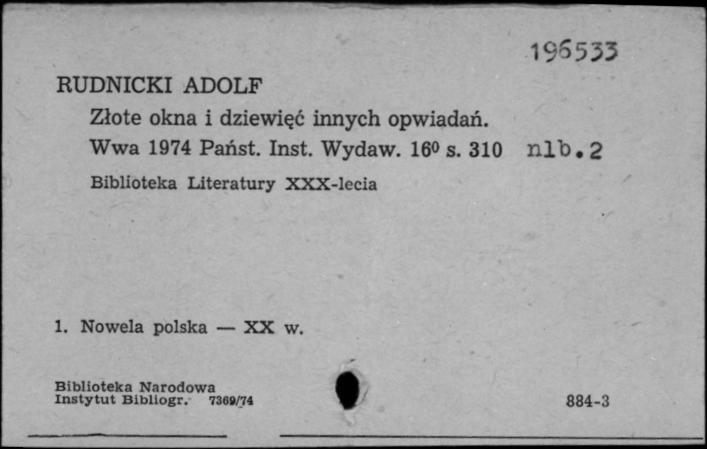 196533
RUDNICKI ADOLF
Złote okna i dziewięć innych opwiadań.
Wwa 1974 Państ. Inst. Wydaw. 16⁰ s. 310 nlb.2
Biblioteka Literatury XXX-lecia
1. Nowela polska — XX w.
Biblioteka Narodowa
Instytut Bibliogr. 7369/74
884-3